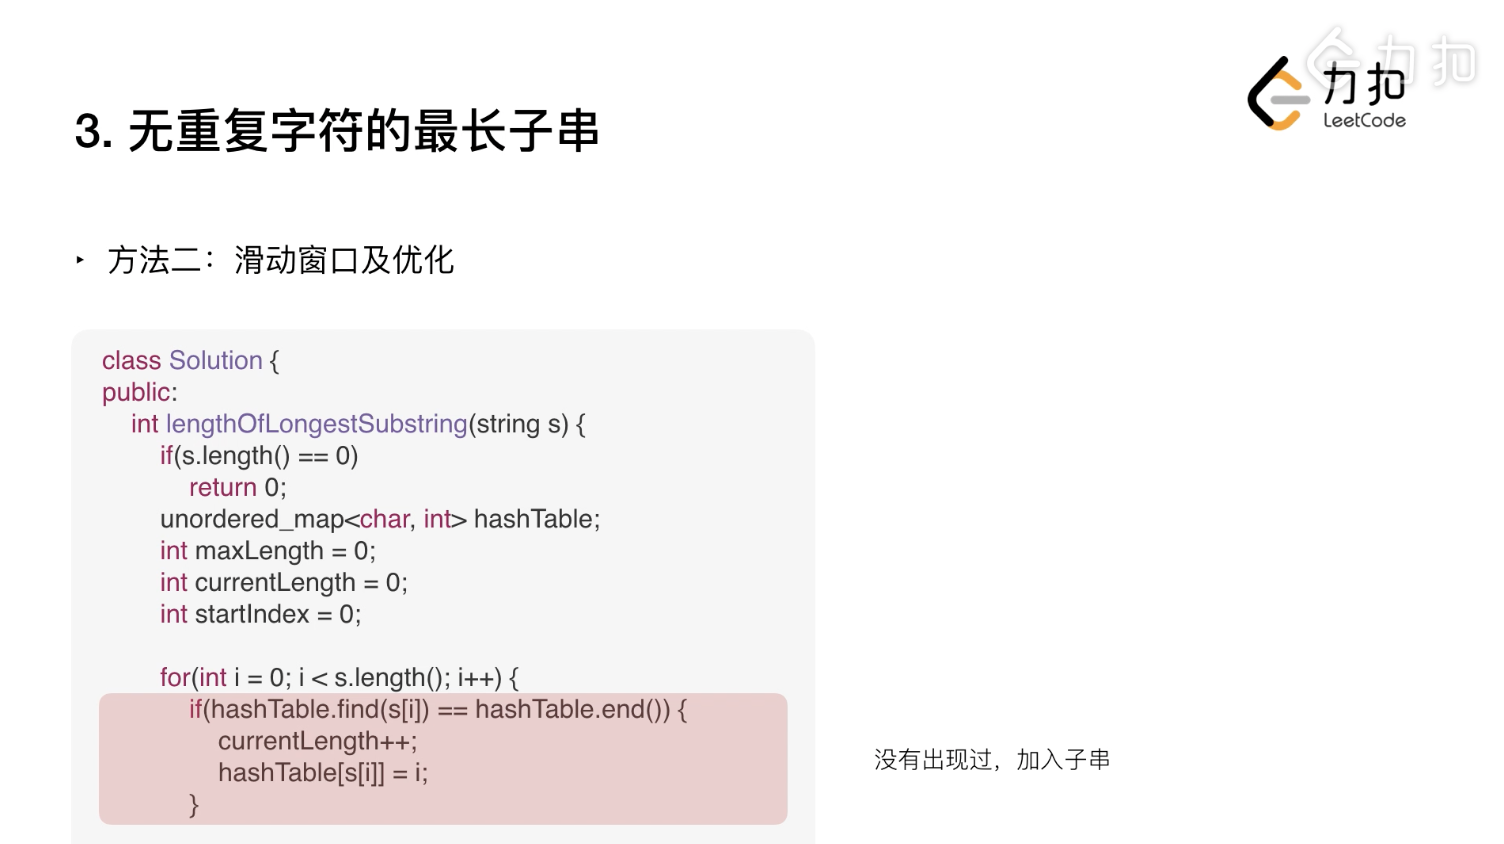 力扣
力扣
LeetCode
3. 无重复字符的最长子串
‣ 方法二：滑动窗口及优化
class Solution {
public:
int lengthOfLongestSubstring(string s) {
if(s.length() == 0)
return 0;
unordered_map<char, int> hashTable;
int maxLength = 0;
int currentLength = 0;
int startIndex = 0;
for(int i = 0; i < s.length(); i++) {
if(hashTable.find(s[i]) == hashTable.end()) {
currentLength++;
hashTable[s[i]] = i;
}
没有出现过，加入子串